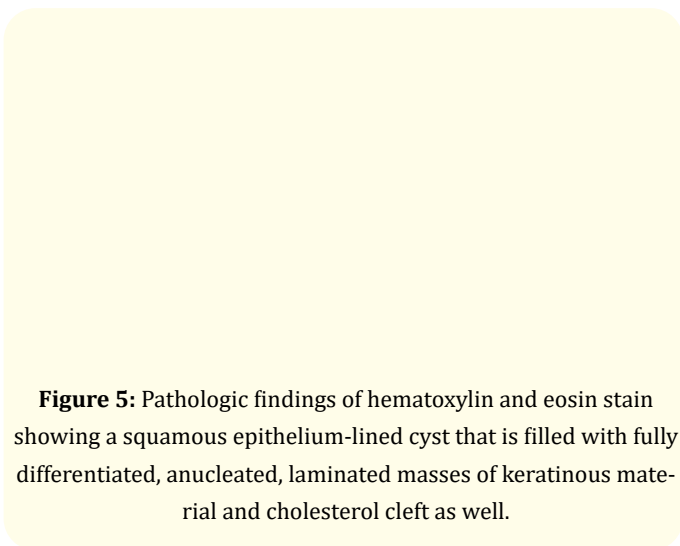 Figure 5: Pathologic findings of hematoxylin and eosin stain
showing a squamous epithelium-lined cyst that is filled with fully
differentiated, anucleated, laminated masses of keratinous mate-
rial and cholesterol cleft as well.